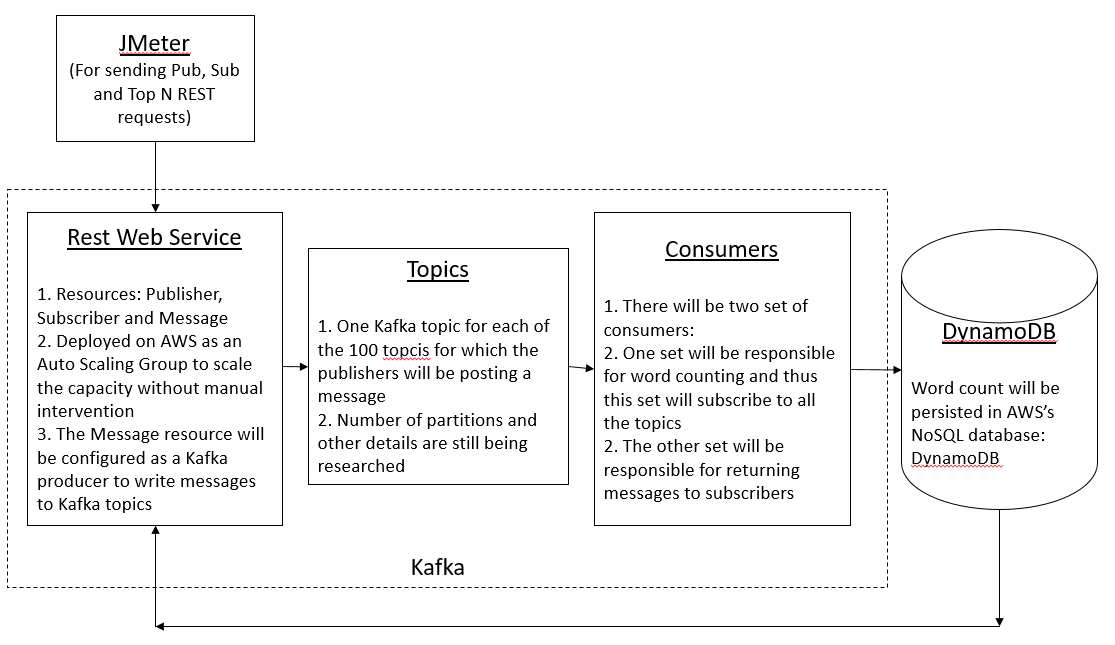 JMeter
(For sending Pub, Sub
and Top N REST
requests)
Rest Web Service
1. Resources: Publisher,
Subscriber and Message
2. Deployed on AWS as an
Auto Scaling Group to scale
the capacity without manual
intervention
3. The Message resource will
be configured as a Kafka
producer to write messages
to Kafka topics
Topics
1. One Kafka topic for each of
the 100 topcis for which the
publishers will be posting a
message
2. Number of partitions and
other details are still being
researched
Consumers
1. There will be two set of
consumers:
2. One set will be responsible
for word counting and thus
this set will subscribe to all
the topics
2. The other set will be
responsible for returning
messages to subscribers
DynamoDB
Word count will be
persisted in AWS’s
NoSQL database:
DynamoDB
Kafka